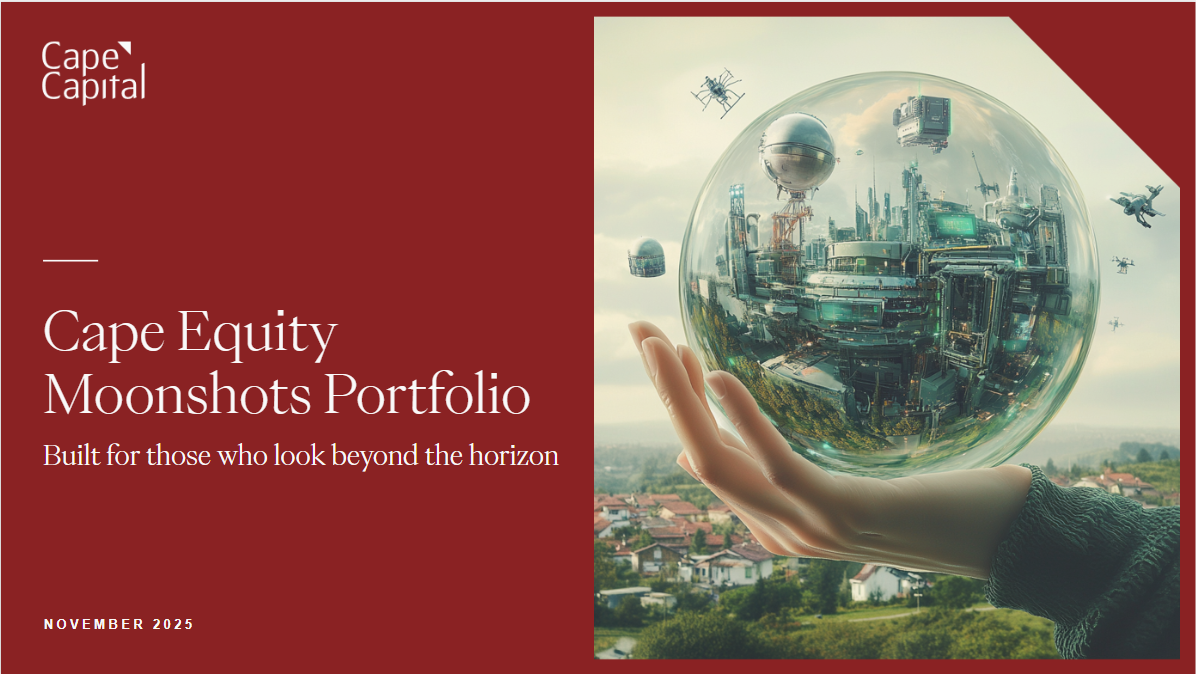 Cape
Capital
Cape Equity
Moonshots Portfolio
Built for those who look beyond the horizon
NOVEMBER 2025